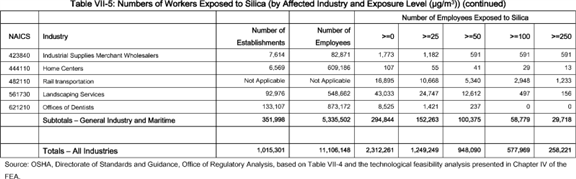 Table VII-5: Numbers of Workers Exposed to Silica (by Affected Industry and Exposure Level (µg/m³)) (continued)
Number of Employees Exposed to Silica
NAICS Industry Number of Establishments Number of Employees >=0 >=25 >=50 >=100 >=250
423840 Industrial Supplies Merchant Wholesalers 7,614 82,871 1,773 1,182 591 591 591
444110 Home Centers 6,569 609,186 107 55 41 29 13
482110 Rail transportation Not Applicable Not Applicable 16,895 10,668 5,340 2,948 1,233
561730 Landscaping Services 92,976 548,662 43,033 24,747 12,612 497 156
621210 Offices of Dentists 133,107 873,172 8,525 1,421 237 0 0
Subtotals – General Industry and Maritime 351,998 5,335,502 294,844 152,263 100,375 58,779 29,718
Totals – All Industries 1,015,301 11,106,148 2,312,261 1,249,249 948,090 577,969 258,221
Source: OSHA, Directorate of Standards and Guidance, Office of Regulatory Analysis, based on Table VII-4 and the technological feasibility analysis presented in Chapter IV of the
FEA.